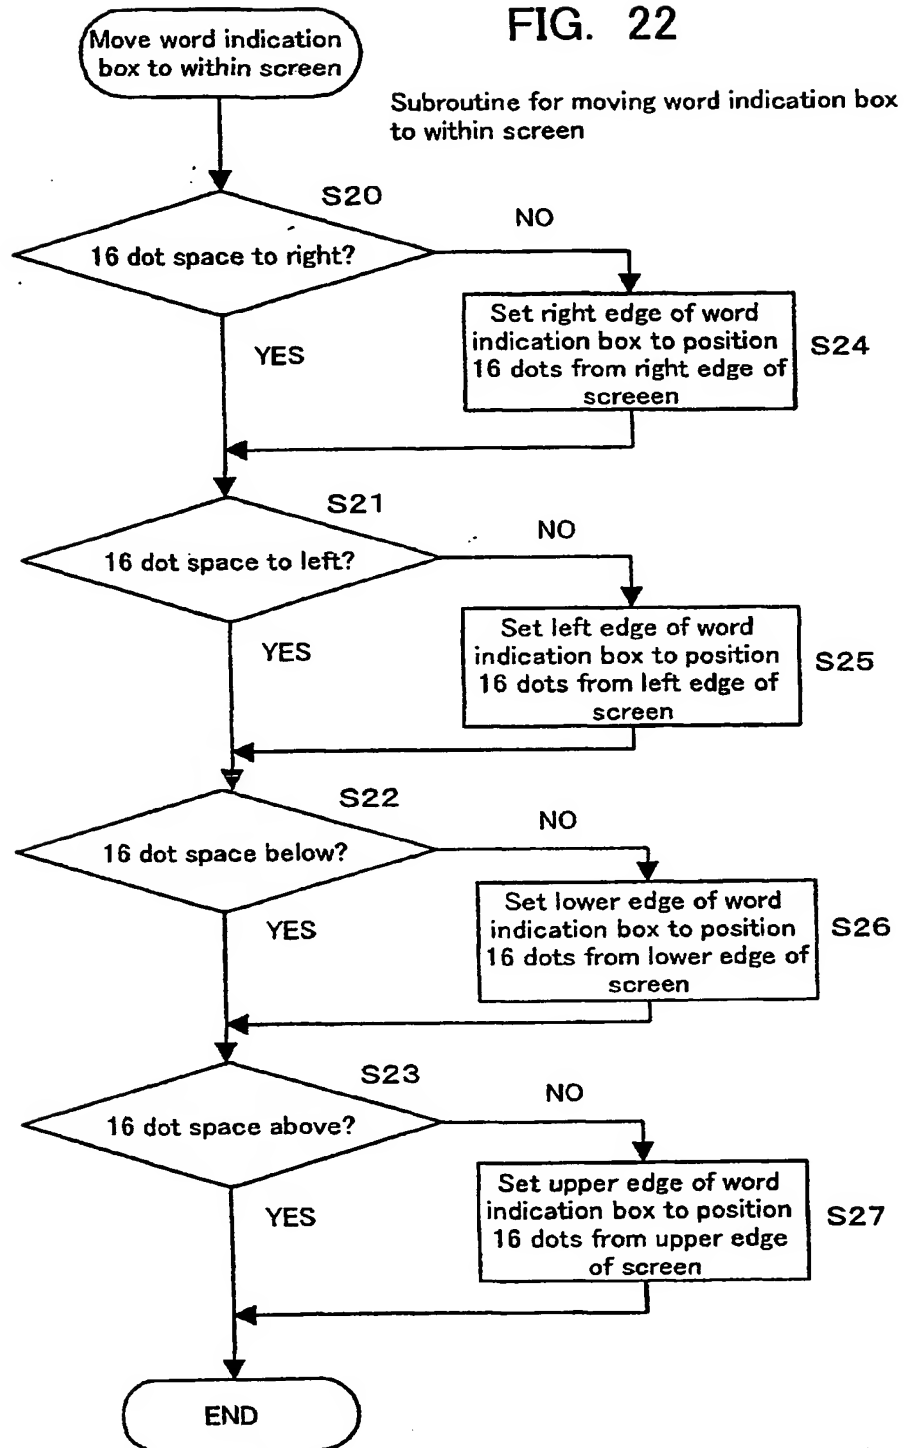 FIG. 22
Move word indication
box to within screen
Subroutine for moving word indication box
to within screen
S20
16 dot space to right?
NO
YES
Set right edge of word
indication box to position
16 dots from right edge of
screeen
S24
S21
16 dot space to left?
NO
YES
Set left edge of word
indication box to position
16 dots from left edge of
screen
S25
S22
16 dot space below?
NO
YES
Set lower edge of word
indication box to position
16 dots from lower edge of
screen
S26
S23
16 dot space above?
NO
YES
Set upper edge of word
indication box to position
16 dots from upper edge
of screen
S27
END